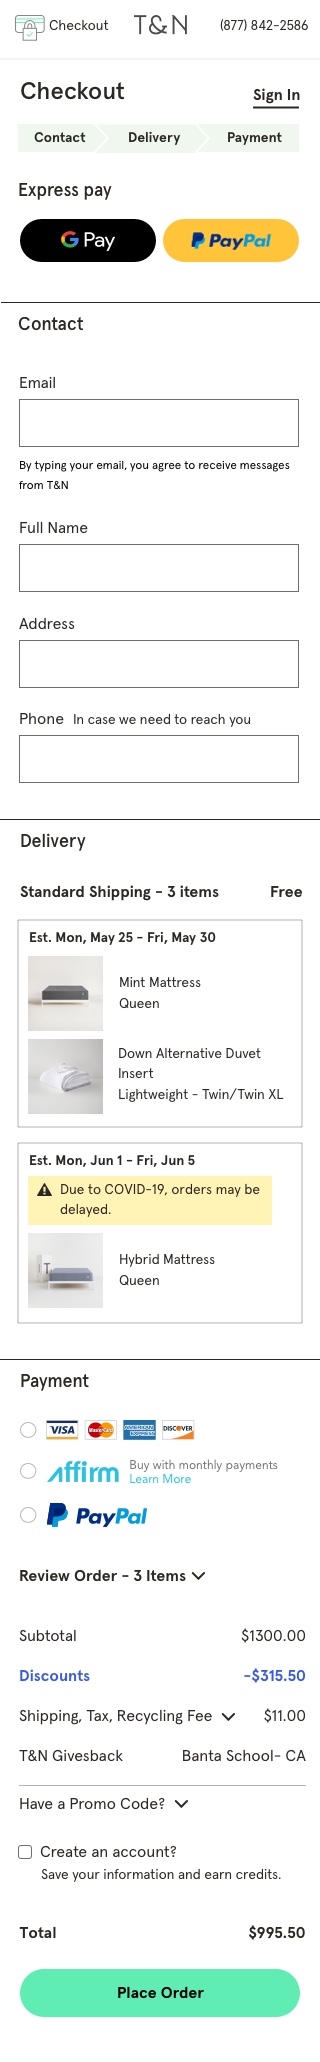 Checkout
T&N
(877) 842-2586
Checkout
Sign In
Contact
Delivery
Payment
Express pay
G Pay
PayPal
Contact
Email
By typing your email, you agree to receive messages
from T&N
Full Name
Address
Phone In case we need to reach you
Delivery
Standard Shipping - 3 items Free
Est. Mon, May 25 - Fri, May 30
Mint Mattress
Queen
Down Alternative Duvet
Insert
Lightweight - Twin/Twin XL
Est. Mon, Jun 1 - Fri, Jun 5
Due to COVID-19, orders may be
delayed.
Hybrid Mattress
Queen
Payment
VISA MasterCard AMERICAN EXPRESS DISCOVER
affirm
Buy with monthly payments
Learn More
PayPal
Review Order - 3 Items
Subtotal $1300.00
Discounts -$315.50
Shipping, Tax, Recycling Fee $11.00
T&N Givesback Banta School- CA
Have a Promo Code?
Create an account?
Save your information and earn credits.
Total $995.50
Place Order